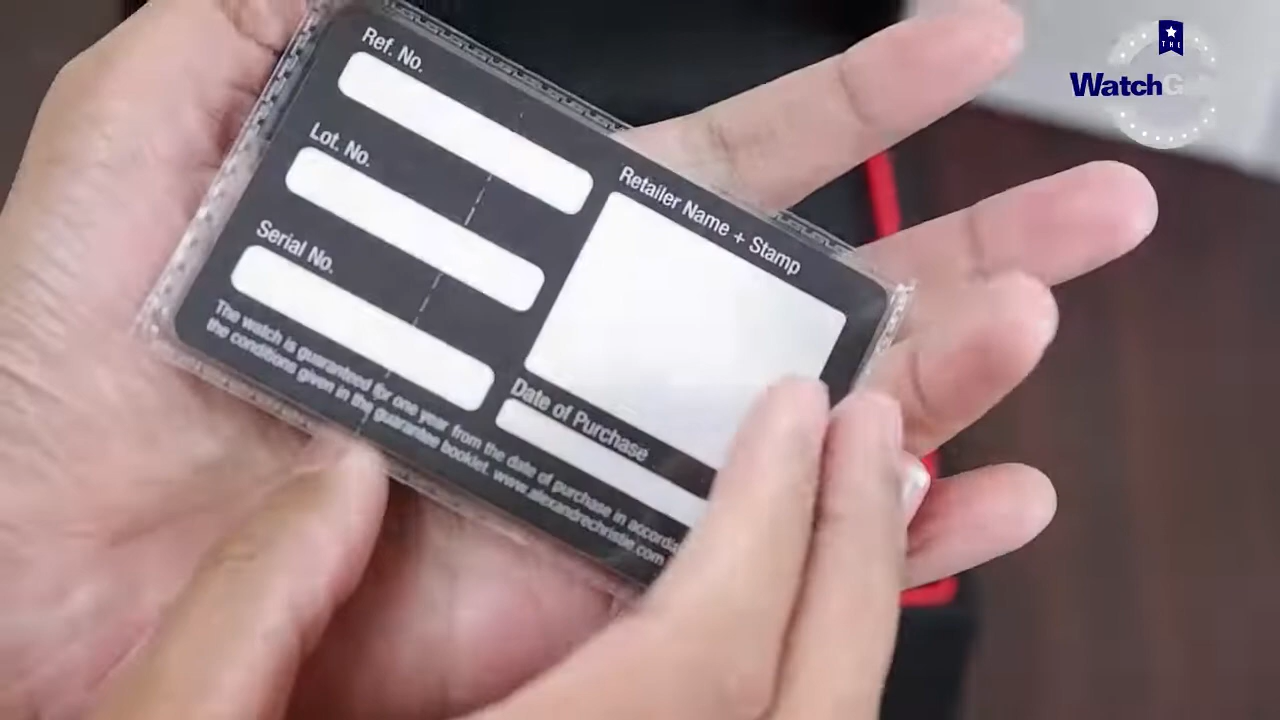 Ref. No.
Lot. No.
Serial No.
Retailer Name + Stamp
Date of Purchase
The watch is guaranteed for one year from the date of purchase in
the conditions given in the guarantee booklet. www.alexandrechristie.com
THE
Watch